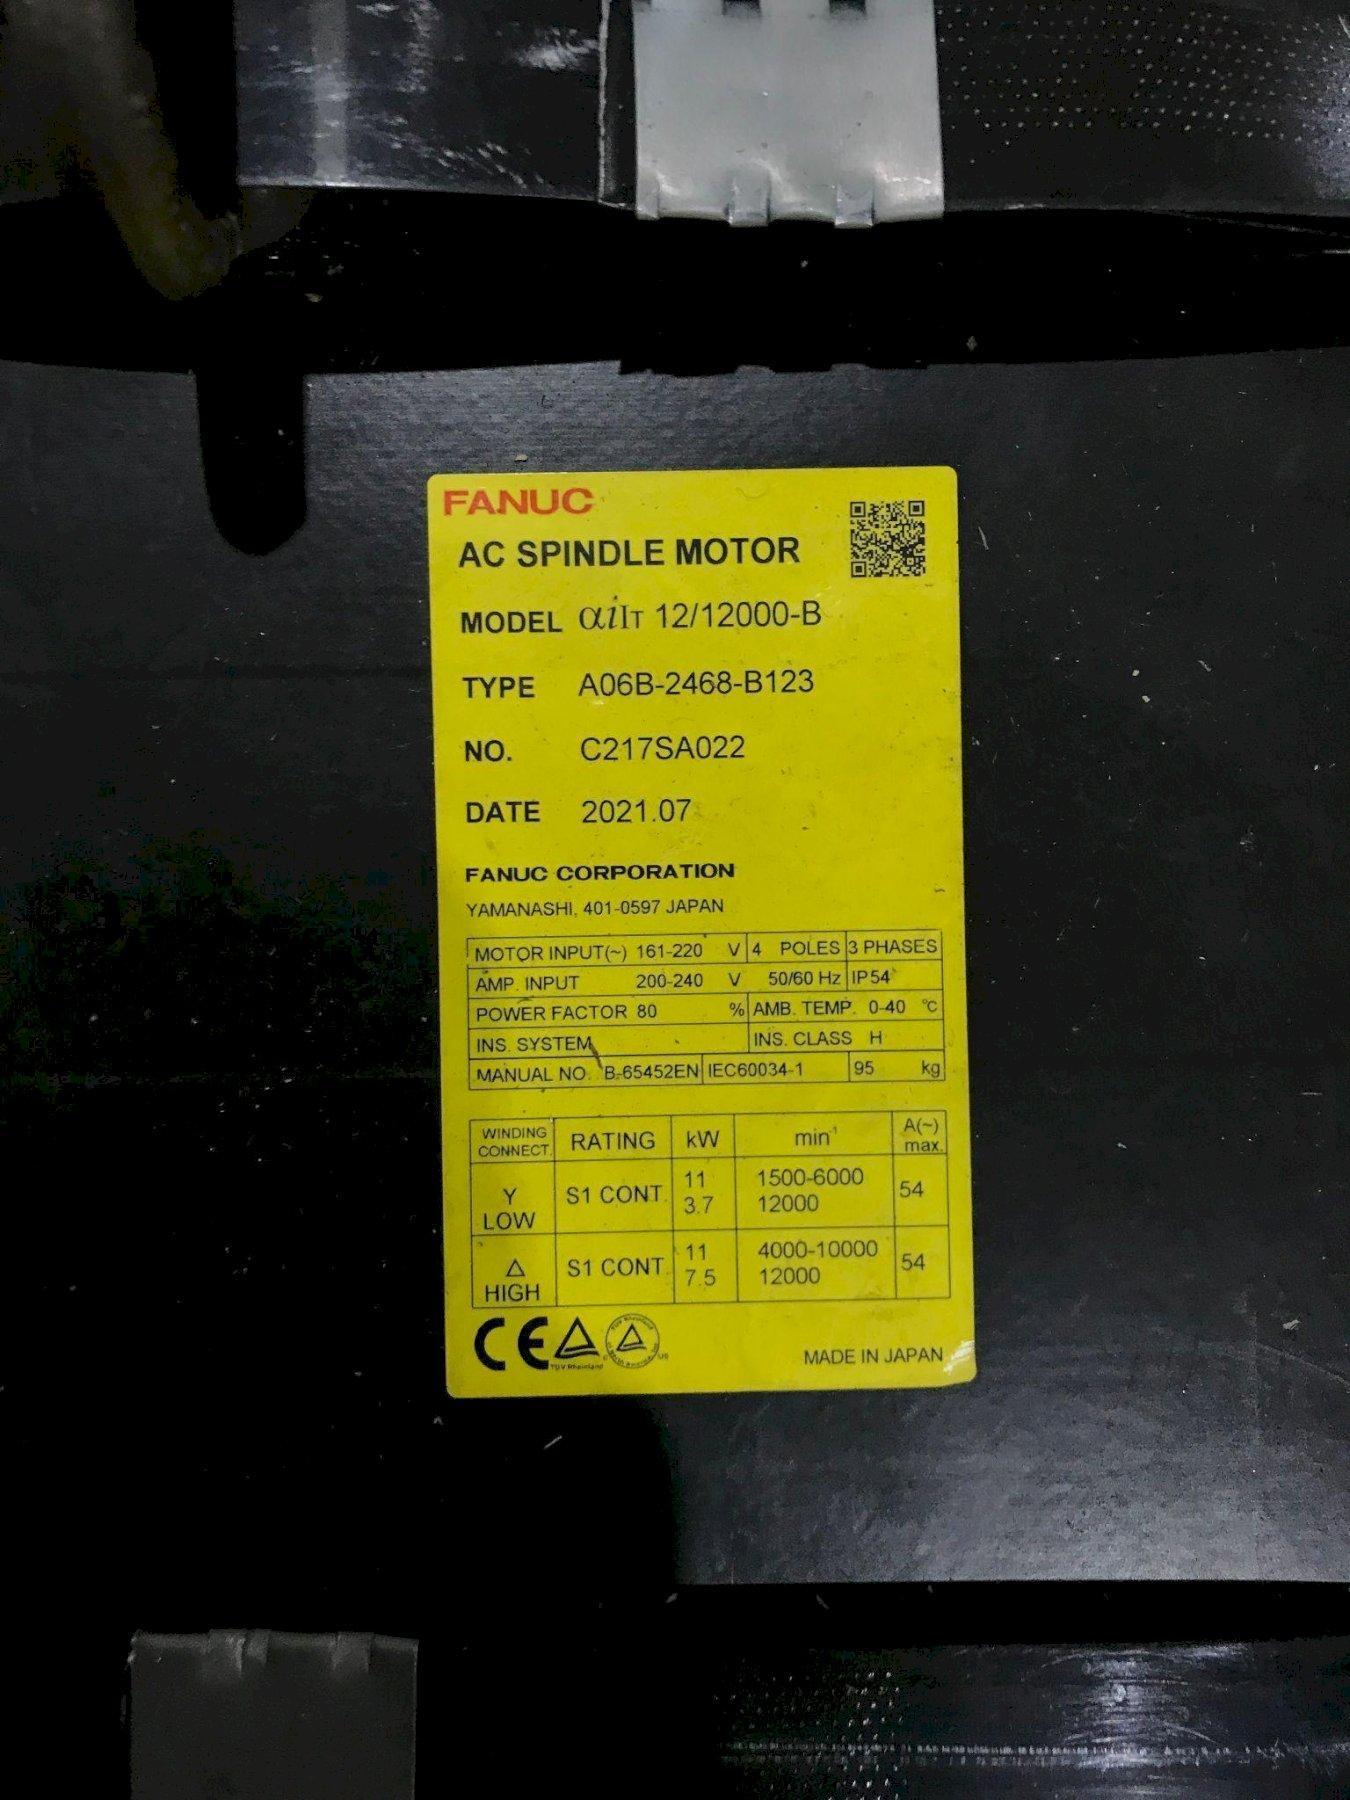 FANUC
AC SPINDLE MOTOR
MODEL αiIT 12/12000-B
TYPE A06B-2468-B123
NO. C217SA022
DATE 2021.07
FANUC CORPORATION
YAMANASHI, 401-0597 JAPAN
MOTOR INPUT(~) 161-220 V 4 POLES 3 PHASES
AMP. INPUT 200-240 V 50/60 Hz IP54
POWER FACTOR 80 % AMB. TEMP. 0-40 ℃
INS. SYSTEM INS. CLASS H
MANUAL NO. B-65452EN IEC60034-1 95 kg
WINDING CONNECT. RATING kW min⁻¹ A(~) max.
Y LOW S1 CONT. 11 1500-6000 54
3.7 12000
Δ HIGH S1 CONT. 11 4000-10000 54
7.5 12000
CE TÜV Rheinland TÜV Rheinland US
MADE IN JAPAN